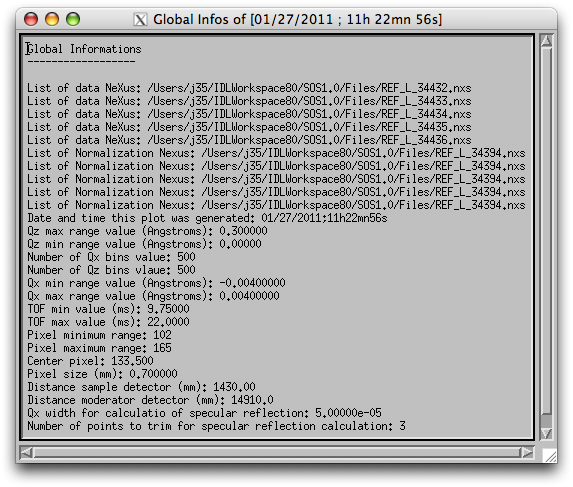 Global Infos of [01/27/2011 ; 11h 22mn 56s]
Global Informations
------------------
List of data NeXus: /Users/j35/IDLWorkspace80/SOS1.0/Files/REF_L_34432.nxs
List of data NeXus: /Users/j35/IDLWorkspace80/SOS1.0/Files/REF_L_34433.nxs
List of data NeXus: /Users/j35/IDLWorkspace80/SOS1.0/Files/REF_L_34434.nxs
List of data NeXus: /Users/j35/IDLWorkspace80/SOS1.0/Files/REF_L_34435.nxs
List of data NeXus: /Users/j35/IDLWorkspace80/SOS1.0/Files/REF_L_34436.nxs
List of Normalization Nexus: /Users/j35/IDLWorkspace80/SOS1.0/Files/REF_L_34394.nxs
List of Normalization Nexus: /Users/j35/IDLWorkspace80/SOS1.0/Files/REF_L_34394.nxs
List of Normalization Nexus: /Users/j35/IDLWorkspace80/SOS1.0/Files/REF_L_34394.nxs
List of Normalization Nexus: /Users/j35/IDLWorkspace80/SOS1.0/Files/REF_L_34394.nxs
List of Normalization Nexus: /Users/j35/IDLWorkspace80/SOS1.0/Files/REF_L_34394.nxs
Date and time this plot was generated: 01/27/2011;11h22mn56s
Qz max range value (Angstroms): 0.300000
Qz min range value (Angstroms): 0.00000
Number of Qx bins value: 500
Number of Qz bins vlaue: 500
Qx min range value (Angstroms): -0.00400000
Qx max range value (Angstroms): 0.00400000
TOF min value (ms): 9.75000
TOF max value (ms): 22.0000
Pixel minimum range: 102
Pixel maximum range: 165
Center pixel: 133.500
Pixel size (mm): 0.700000
Distance sample detector (mm): 1430.00
Distance moderator detector (mm): 14910.0
Qx width for calculatio of specular reflection: 5.00000e-05
Number of points to trim for specular reflection calculation: 3